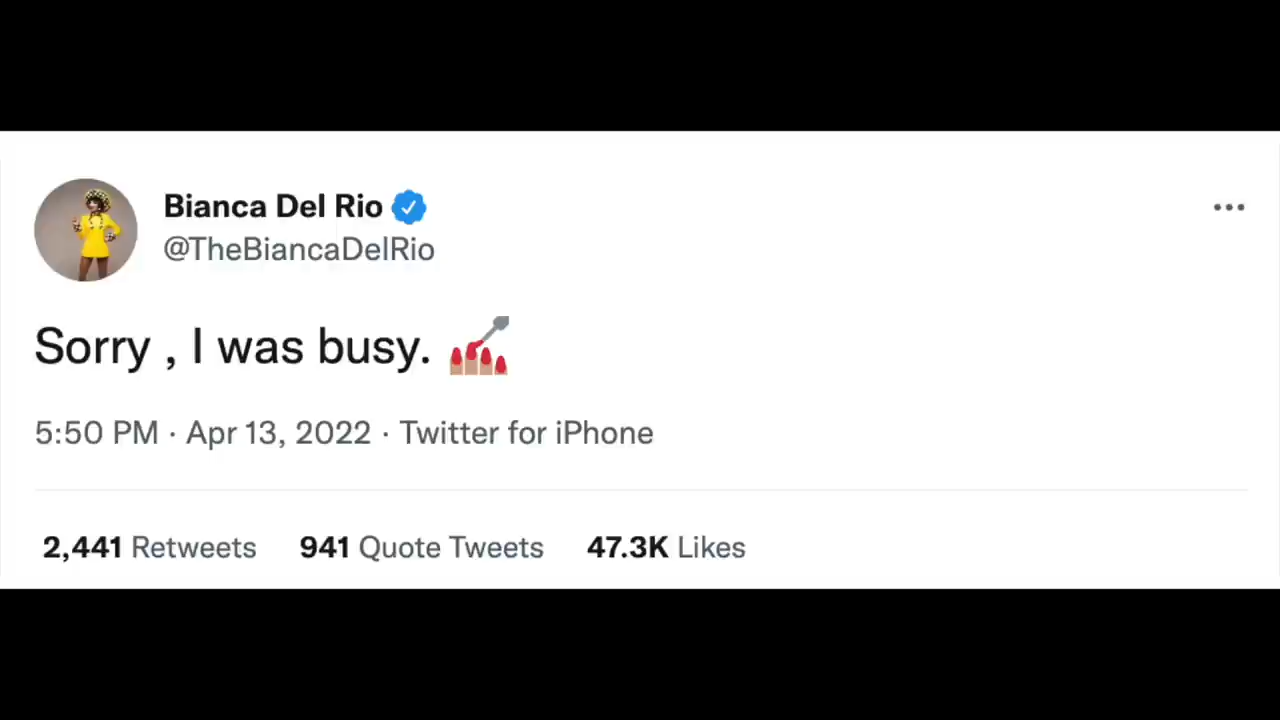 Bianca Del Rio
@TheBiancaDelRio
Sorry , I was busy. 💅🏼
5:50 PM · Apr 13, 2022 · Twitter for iPhone
2,441 Retweets 941 Quote Tweets 47.3K Likes